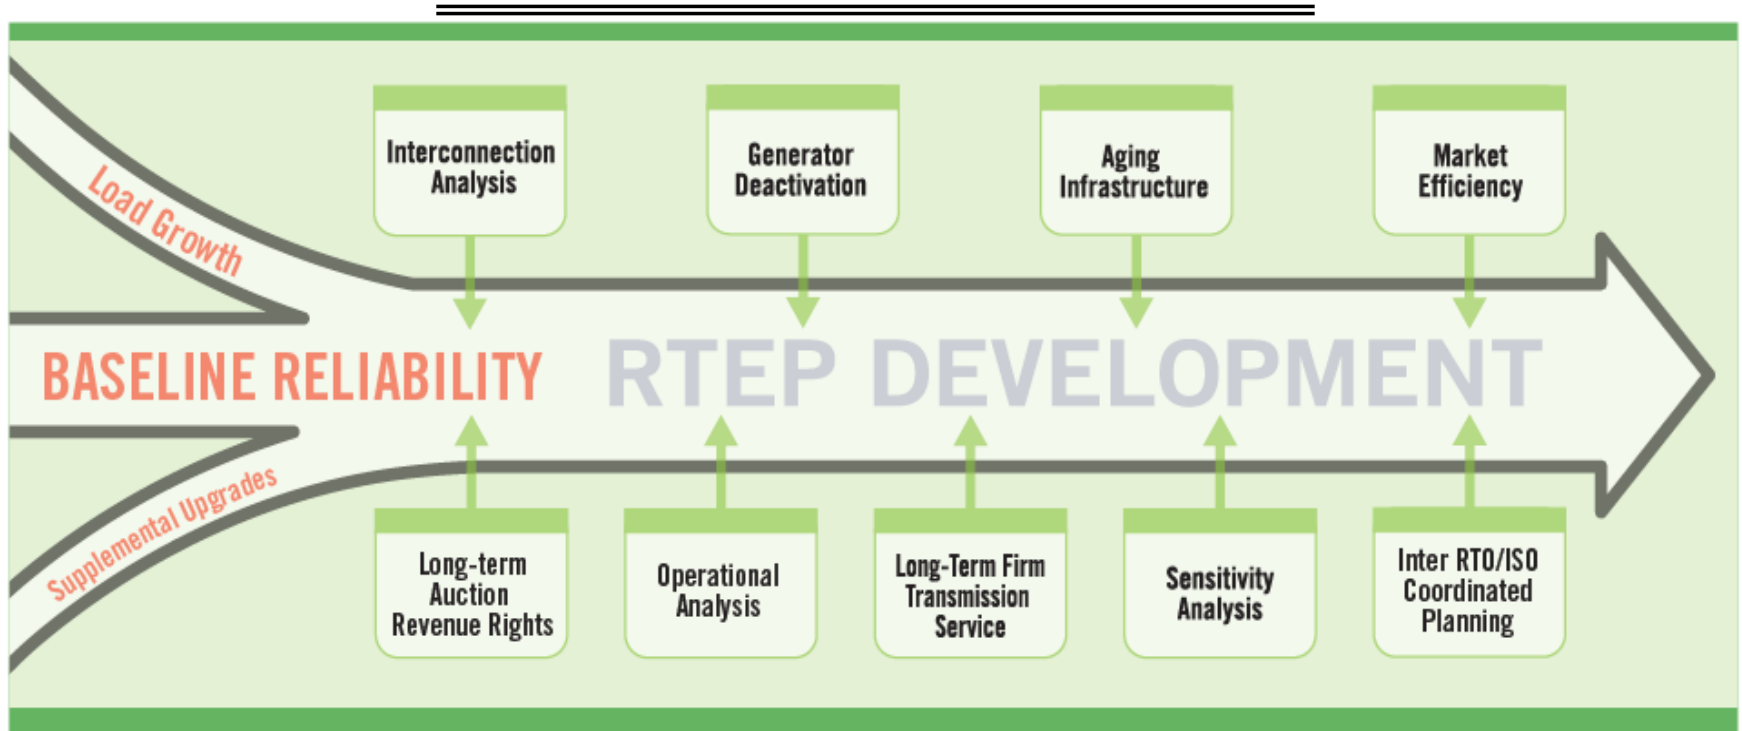 Interconnection
Analysis
Generator
Deactivation
Aging
Infrastructure
Market
Efficiency
Load Growth
BASELINE RELIABILITY
RTEP DEVELOPMENT
Supplemental Upgrades
Long-term
Auction
Revenue Rights
Operational
Analysis
Long-Term Firm
Transmission
Service
Sensitivity
Analysis
Inter RTO/ISO
Coordinated
Planning